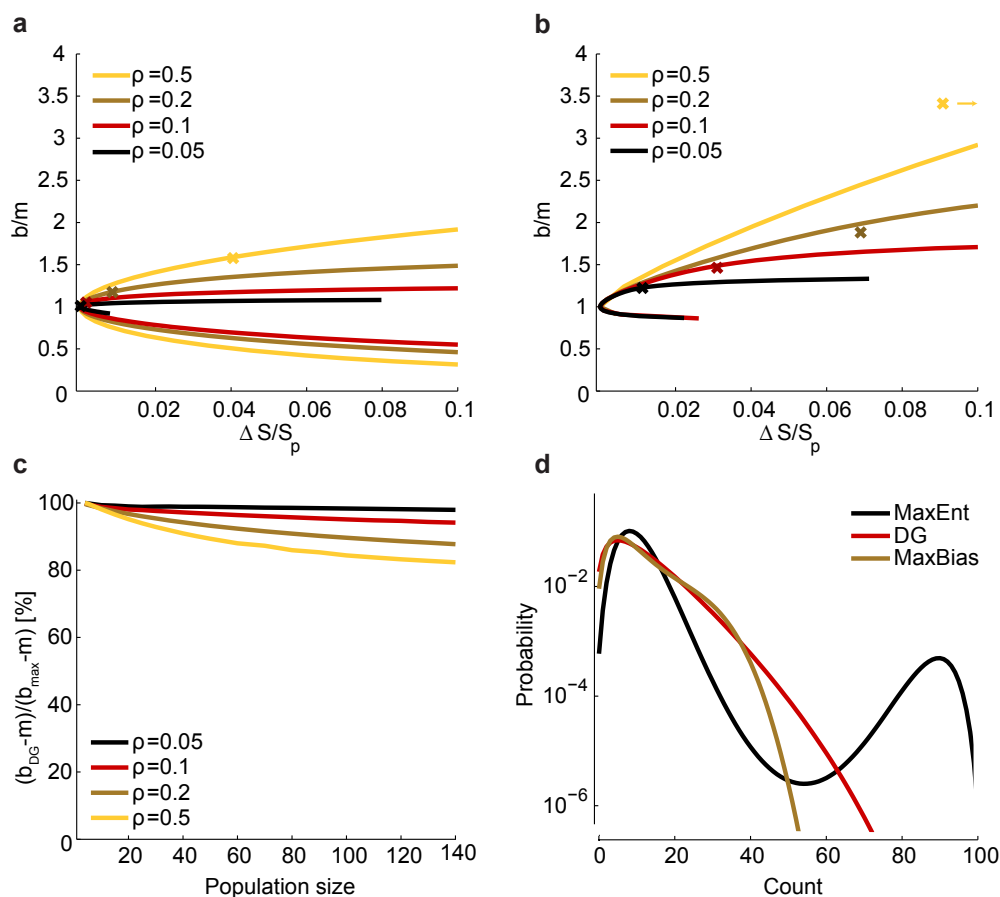 a
4
3.5
3
2.5
2
1.5
1
0.5
0
b/m
ρ=0.5
ρ=0.2
ρ=0.1
ρ=0.05
0.02 0.04 0.06 0.08 0.1
Δ S/Sp
b
4
3.5
3
2.5
2
1.5
1
0.5
0
b/m
ρ=0.5
ρ=0.2
ρ=0.1
ρ=0.05
0.02 0.04 0.06 0.08 0.1
Δ S/Sp
c
100
80
60
40
20
0
(bDG-m)/(bmax-m) [%]
ρ=0.05
ρ=0.1
ρ=0.2
ρ=0.5
20 40 60 80 100 120 140
Population size
d
10−2
10−4
10−6
Probability
MaxEnt
DG
MaxBias
0 20 40 60 80 100
Count